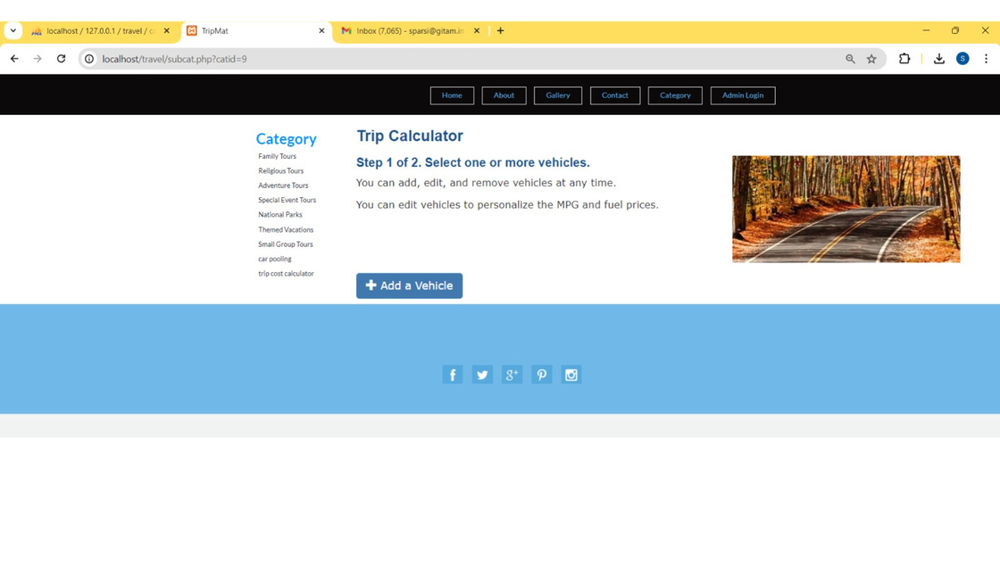 localhost / 127.0.0.1 / travel / ca
TripMat
Inbox (7,065) - sparsi@gitam.in
localhost/travel/subcat.php?catid=9
S
Home
About
Gallery
Contact
Category
Admin Login
Category
Family Tours
Religious Tours
Adventure Tours
Special Event Tours
National Parks
Themed Vacations
Small Group Tours
car pooling
trip cost calculator
Trip Calculator
Step 1 of 2. Select one or more vehicles.
You can add, edit, and remove vehicles at any time.
You can edit vehicles to personalize the MPG and fuel prices.
Add a Vehicle